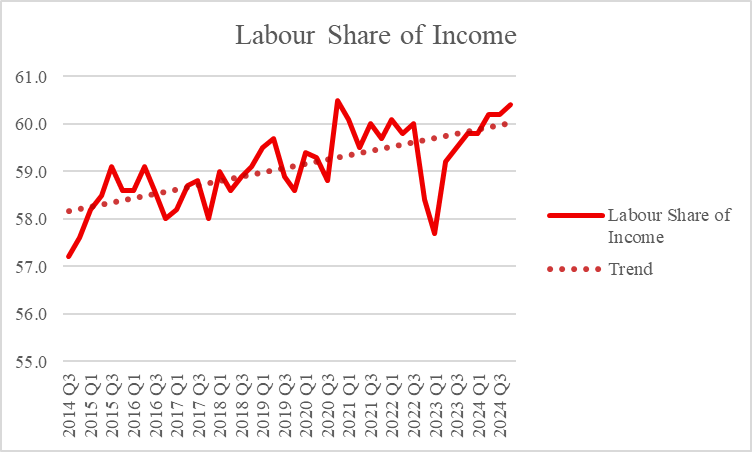 Labour Share of Income
61.0
60.0
59.0
58.0
57.0
56.0
55.0
2014 Q3
2015 Q1
2015 Q3
2016 Q1
2016 Q3
2017 Q1
2017 Q3
2018 Q1
2018 Q3
2019 Q1
2019 Q3
2020 Q1
2020 Q3
2021 Q1
2021 Q3
2022 Q1
2022 Q3
2023 Q1
2023 Q3
2024 Q1
2024 Q3
Labour Share of
Income
Trend